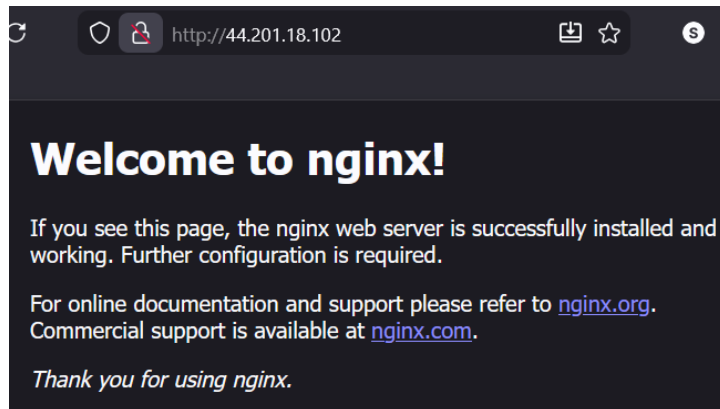 http://44.201.18.102
S
Welcome to nginx!
If you see this page, the nginx web server is successfully installed and
working. Further configuration is required.
For online documentation and support please refer to nginx.org.
Commercial support is available at nginx.com.
Thank you for using nginx.